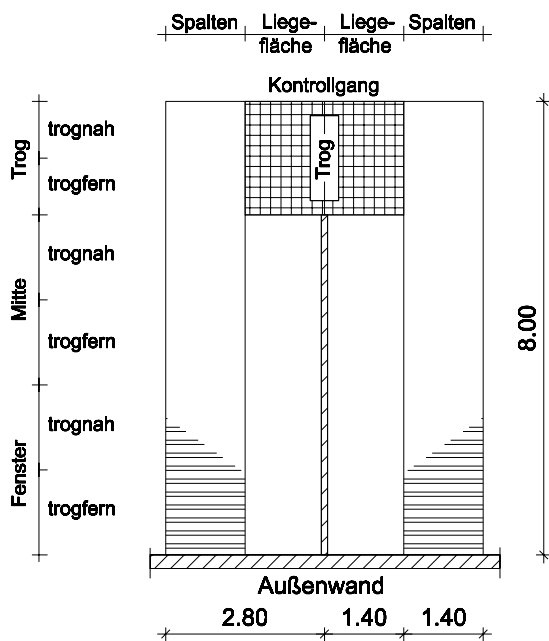 Spalten Liege- Liege- Spalten
fläche fläche
Kontrollgang
Trog
trognah
trogfern
Trog
Mitte
trognah
trogfern
8.00
Fenster
trognah
trogfern
Außenwand
2.80 1.40 1.40